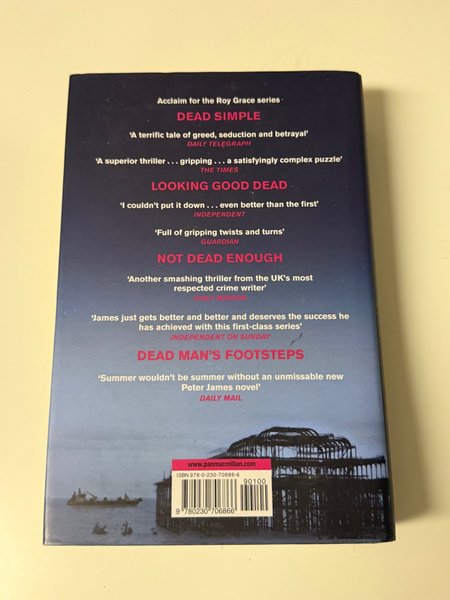 Acclaim for the Roy Grace series
DEAD SIMPLE
‘A terrific tale of greed, seduction and betrayal’
DAILY TELEGRAPH
‘A superior thriller . . . gripping . . . a satisfyingly complex puzzle’
THE TIMES
LOOKING GOOD DEAD
‘I couldn’t put it down . . . even better than the first’
INDEPENDENT
‘Full of gripping twists and turns’
GUARDIAN
NOT DEAD ENOUGH
‘Another smashing thriller from the UK’s most
respected crime writer’
DAILY MIRROR
‘James just gets better and better and deserves the success he
has achieved with this first-class series’
INDEPENDENT ON SUNDAY
DEAD MAN’S FOOTSTEPS
‘Summer wouldn’t be summer without an unmissable new
Peter James novel’
DAILY MAIL
www.panmacmillan.com
ISBN 978-0-230-70686-6
90100
9 780230 706866